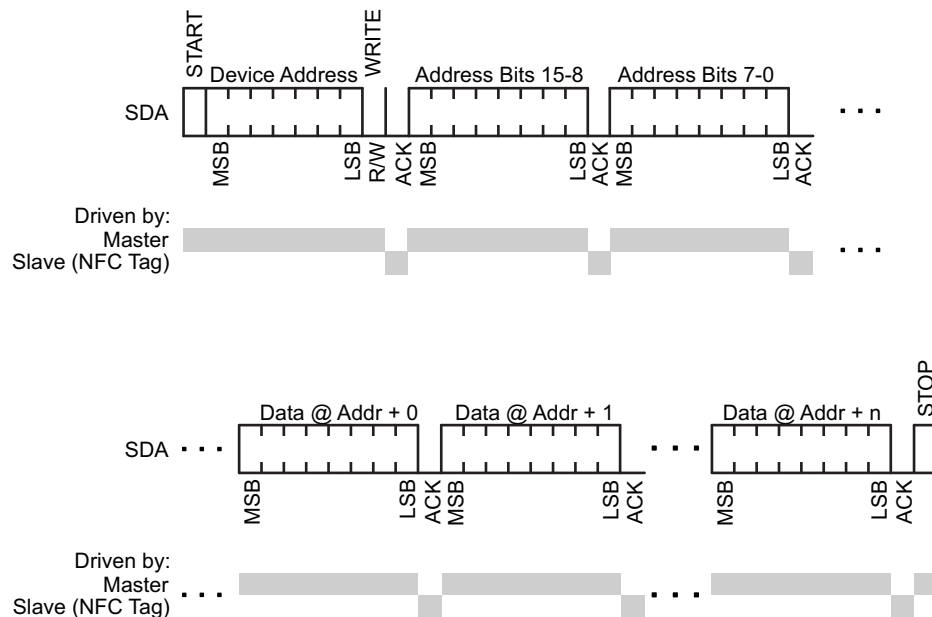 START
WRITE
Device Address
Address Bits 15-8
Address Bits 7-0
SDA
MSB
LSB
R/W
ACK
MSB
LSB
ACK
MSB
LSB
ACK
Driven by:
Master
Slave (NFC Tag)
STOP
Data @ Addr + 0
Data @ Addr + 1
Data @ Addr + n
SDA
MSB
LSB
ACK
MSB
LSB
ACK
MSB
LSB
ACK
Driven by:
Master
Slave (NFC Tag)